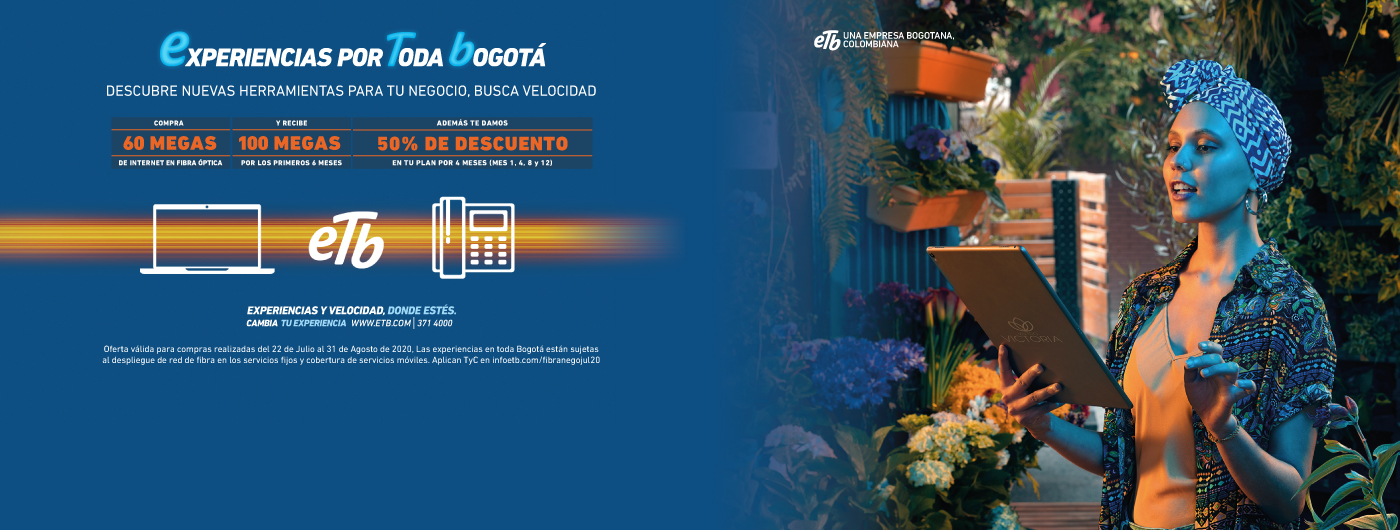 eXPERIENCIAS POR TODA bOGOTÁ
DESCUBRE NUEVAS HERRAMIENTAS PARA TU NEGOCIO, BUSCA VELOCIDAD
COMPRA
60 MEGAS
DE INTERNET EN FIBRA ÓPTICA
Y RECIBE
100 MEGAS
POR LOS PRIMEROS 6 MESES
ADEMÁS TE DAMOS
50% DE DESCUENTO
EN TU PLAN POR 4 MESES (MES 1, 4, 8 y 12)
eTb
EXPERIENCIAS Y VELOCIDAD, DONDE ESTÉS.
CAMBIA TU EXPERIENCIA WWW.ETB.COM | 371 4000
Oferta válida para compras realizadas del 22 de Julio al 31 de Agosto de 2020, Las experiencias en toda Bogotá están sujetas
al despliegue de red de fibra en los servicios fijos y cobertura de servicios móviles. Aplican TyC en infoetb.com/fibranegojul20
eTb UNA EMPRESA BOGOTANA,
COLOMBIANA
VICTORIA